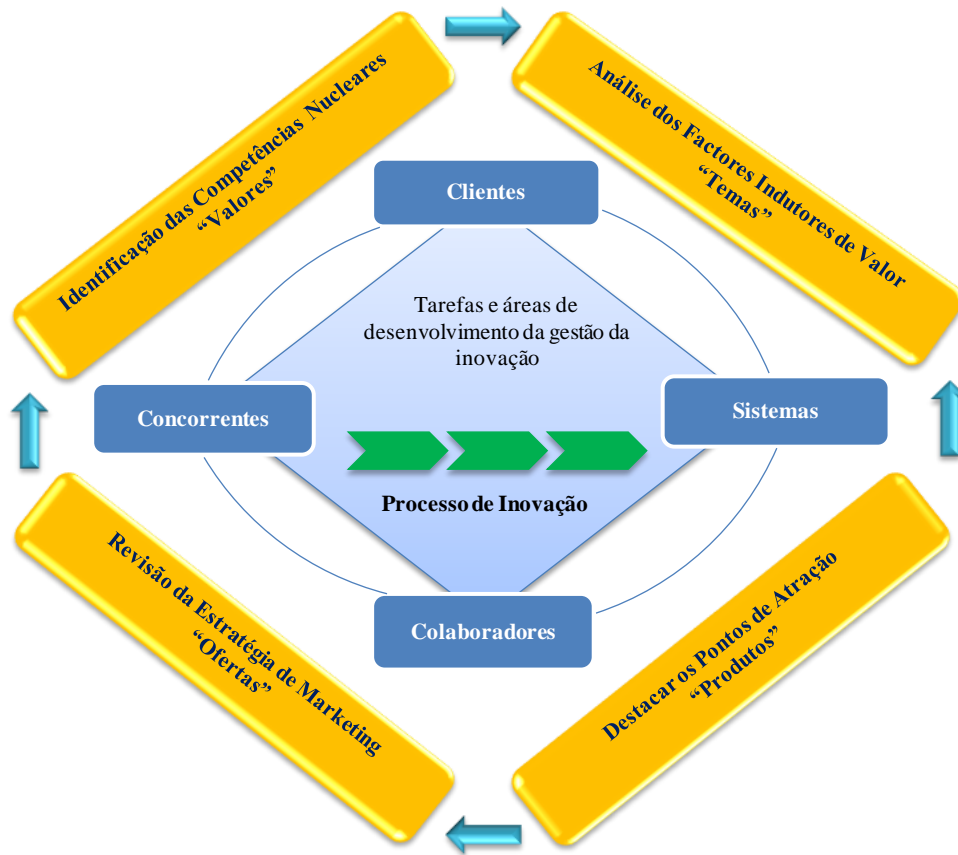 Identificação das Competências Nucleares
“Valores”
Análise dos Factores Indutores de Valor
“Temas”
Clientes
Tarefas e áreas de
desenvolvimento da gestão da
inovação
Concorrentes
Sistemas
Processo de Inovação
Colaboradores
Revisão da Estratégia de Marketing
“Ofertas”
Destacar os Pontos de Atração
“Produtos”